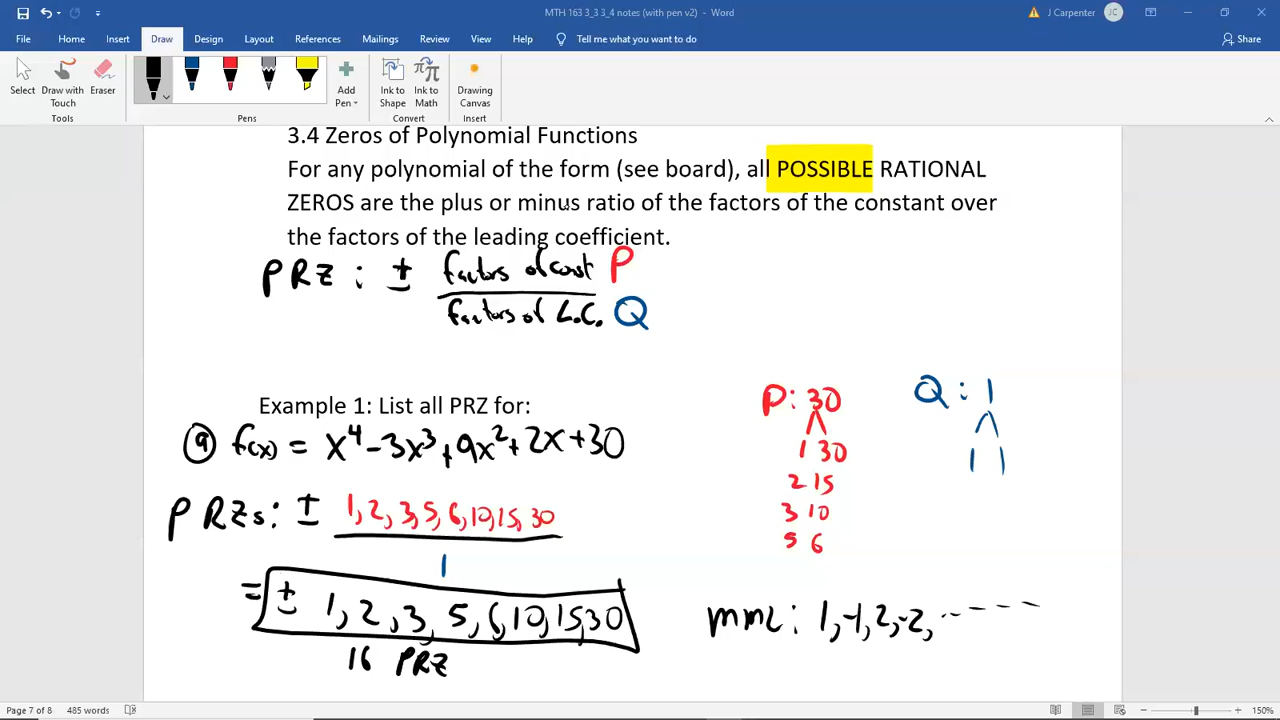 MTH 163 3_3 3_4 notes (with pen v2) - Word
J Carpenter JC
File Home Insert Draw Design Layout References Mailings Review View Help Tell me what you want to do Share
Select Draw with Touch Eraser Add Pen Ink to Shape Ink to Math Drawing Canvas
Tools Pens Convert Insert
3.4 Zeros of Polynomial Functions
For any polynomial of the form (see board), all POSSIBLE RATIONAL
ZEROS are the plus or minus ratio of the factors of the constant over
the factors of the leading coefficient.
PRZ : ± factors of const P
factors of L.C. Q
Example 1: List all PRZ for:
P: 30 Q: 1
(a) f(x) = x⁴-3x³+9x²+2x+30
1 30 1 1
2 15
PRZs: ± 1,2,3,5,6,10,15,30
3 10
5 6
1
= ± 1,2,3,5,6,10,15,30
mml: 1,-1,2,-2,------
16 PRZ
Page 7 of 8 485 words 150%